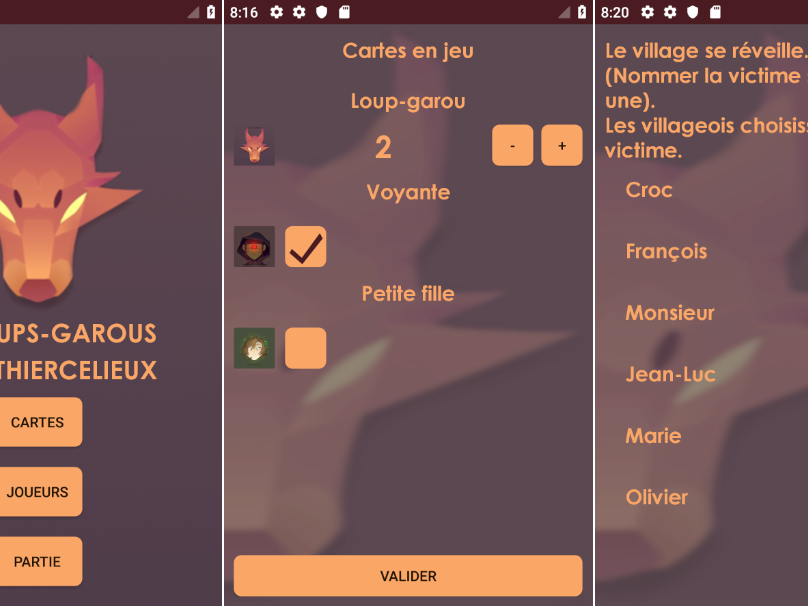 UPS-GAROUS
THIERCELIEUX
CARTES
JOUEURS
PARTIE
8:16
Cartes en jeu
Loup-garou
2
-
+
Voyante
Petite fille
VALIDER
8:20
Le village se réveille.
(Nommer la victime
une).
Les villageois choisis
victime.
Croc
François
Monsieur
Jean-Luc
Marie
Olivier